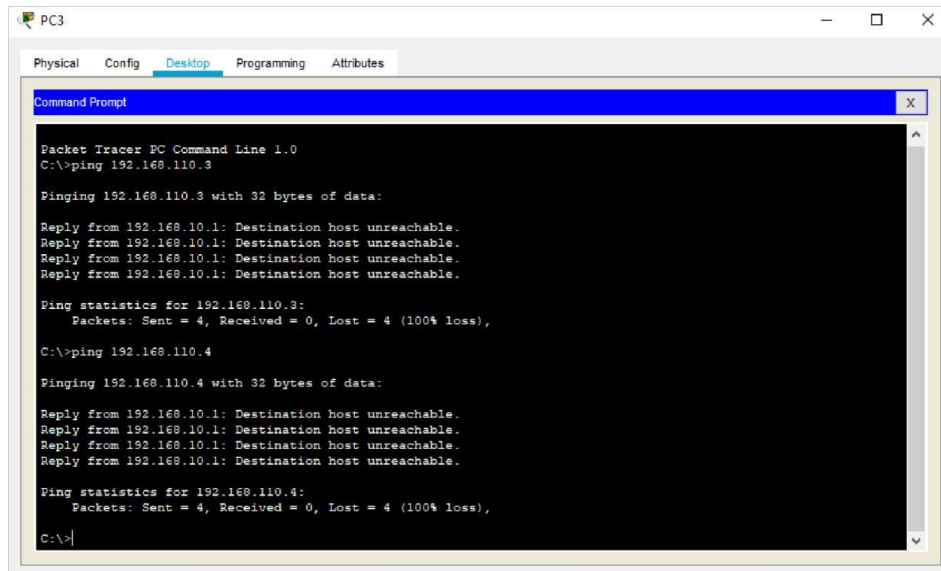 PC3
Physical Config Desktop Programming Attributes
Command Prompt
X
Packet Tracer PC Command Line 1.0
C:\>ping 192.168.110.3
Pinging 192.168.110.3 with 32 bytes of data:
Reply from 192.168.10.1: Destination host unreachable.
Reply from 192.168.10.1: Destination host unreachable.
Reply from 192.168.10.1: Destination host unreachable.
Reply from 192.168.10.1: Destination host unreachable.
Ping statistics for 192.168.110.3:
Packets: Sent = 4, Received = 0, Lost = 4 (100% loss),
C:\>ping 192.168.110.4
Pinging 192.168.110.4 with 32 bytes of data:
Reply from 192.168.10.1: Destination host unreachable.
Reply from 192.168.10.1: Destination host unreachable.
Reply from 192.168.10.1: Destination host unreachable.
Reply from 192.168.10.1: Destination host unreachable.
Ping statistics for 192.168.110.4:
Packets: Sent = 4, Received = 0, Lost = 4 (100% loss),
C:\>